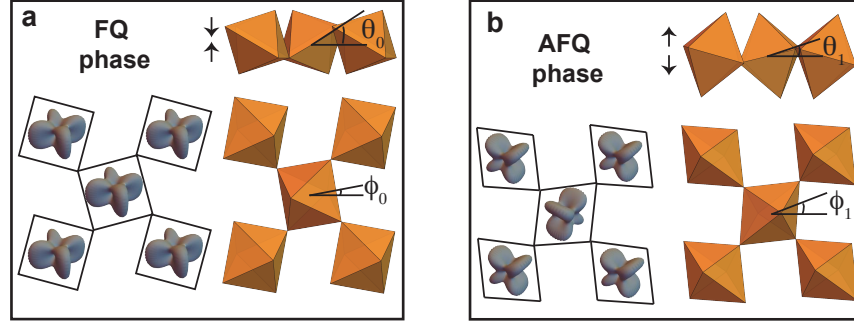 a
FQ
phase
θ₀
ϕ₀
b
AFQ
phase
θ₁
ϕ₁